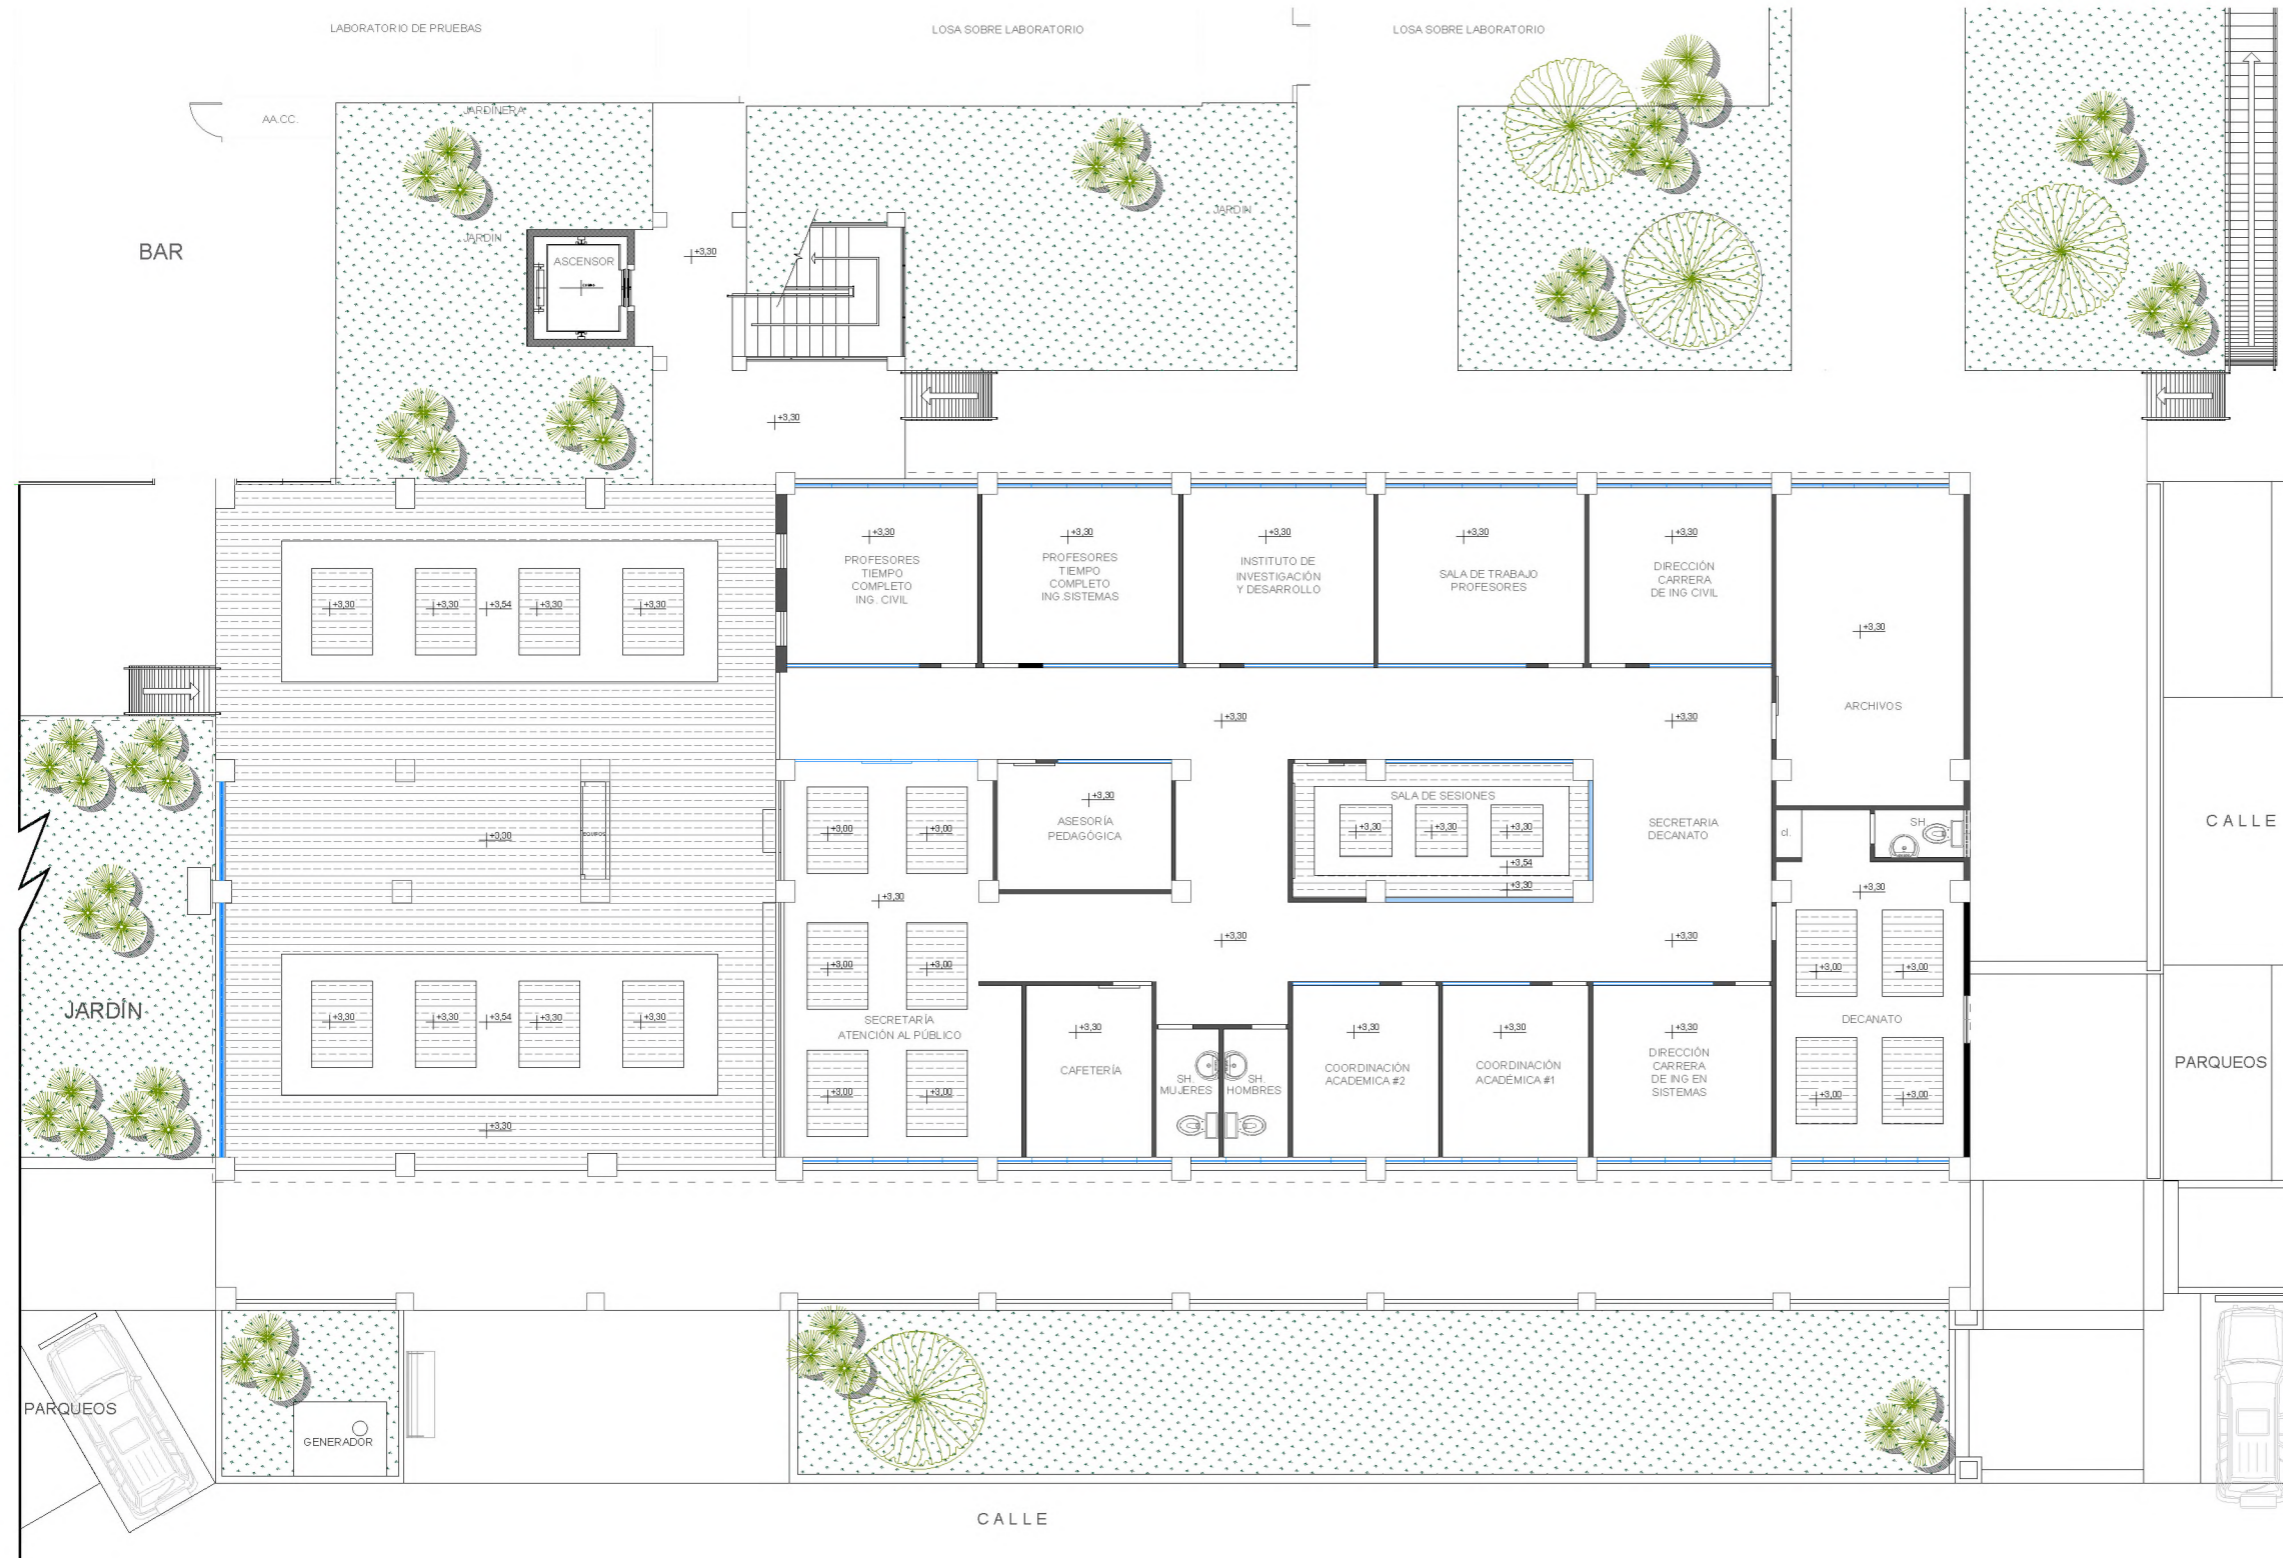 LABORATORIO DE PRUEBAS
LOSA SOBRE LABORATORIO
LOSA SOBRE LABORATORIO
JARDINERA
AA.CC.
JARDIN
JARDIN
BAR
+3,30
ASCENSOR
+3,30
+3,30
+3,30
+3,30
+3,30
+3,30
PROFESORES
TIEMPO
COMPLETO
ING. CIVIL
PROFESORES
TIEMPO
COMPLETO
ING SISTEMAS
INSTITUTO DE
INVESTIGACIÓN
Y DESARROLLO
SALA DE TRABAJO
PROFESORES
DIRECCIÓN
CARRERA
DE ING CIVIL
+3,30
+3,30
+3,54
+3,30
+3,30
+3,30
ARCHIVOS
+3,30
+3,30
SALA DE SESIONES
+3,30
ASESORÍA
PEDAGÓGICA
+3,30
EQUIPOS
+3,00
+3,00
+3,30
+3,30
+3,30
+3,54
+3,30
SECRETARIA
DECANATO
cl.
SH
CALLE
+3,30
+3,30
+3,30
+3,30
+3,00
+3,00
+3,00
+3,00
JARDÍN
+3,30
+3,30
+3,54
+3,30
+3,30
SECRETARÍA
ATENCIÓN AL PÚBLICO
+3,30
CAFETERÍA
SH
MUJERES
SH
HOMBRES
+3,30
COORDINACIÓN
ACADEMICA #2
+3,30
COORDINACIÓN
ACADÉMICA #1
+3,30
DIRECCIÓN
CARRERA
DE ING EN
SISTEMAS
DECANATO
PARQUEOS
+3,00
+3,00
+3,00
+3,00
+3,30
PARQUEOS
GENERADOR
CALLE